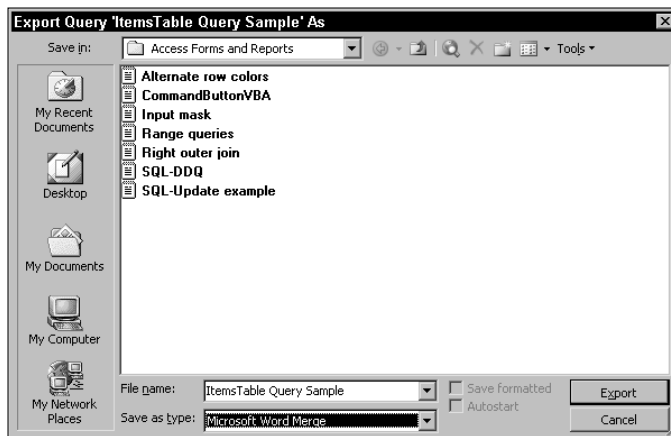 Export Query 'ItemsTable Query Sample' As
Save in:
Access Forms and Reports
Tools
My Recent
Documents
Desktop
My Documents
My Computer
My Network
Places
Alternate row colors
CommandButtonVBA
Input mask
Range queries
Right outer join
SQL-DDQ
SQL-Update example
File name:
ItemsTable Query Sample
Save as type:
Microsoft Word Merge
Save formatted
Autostart
Export
Cancel